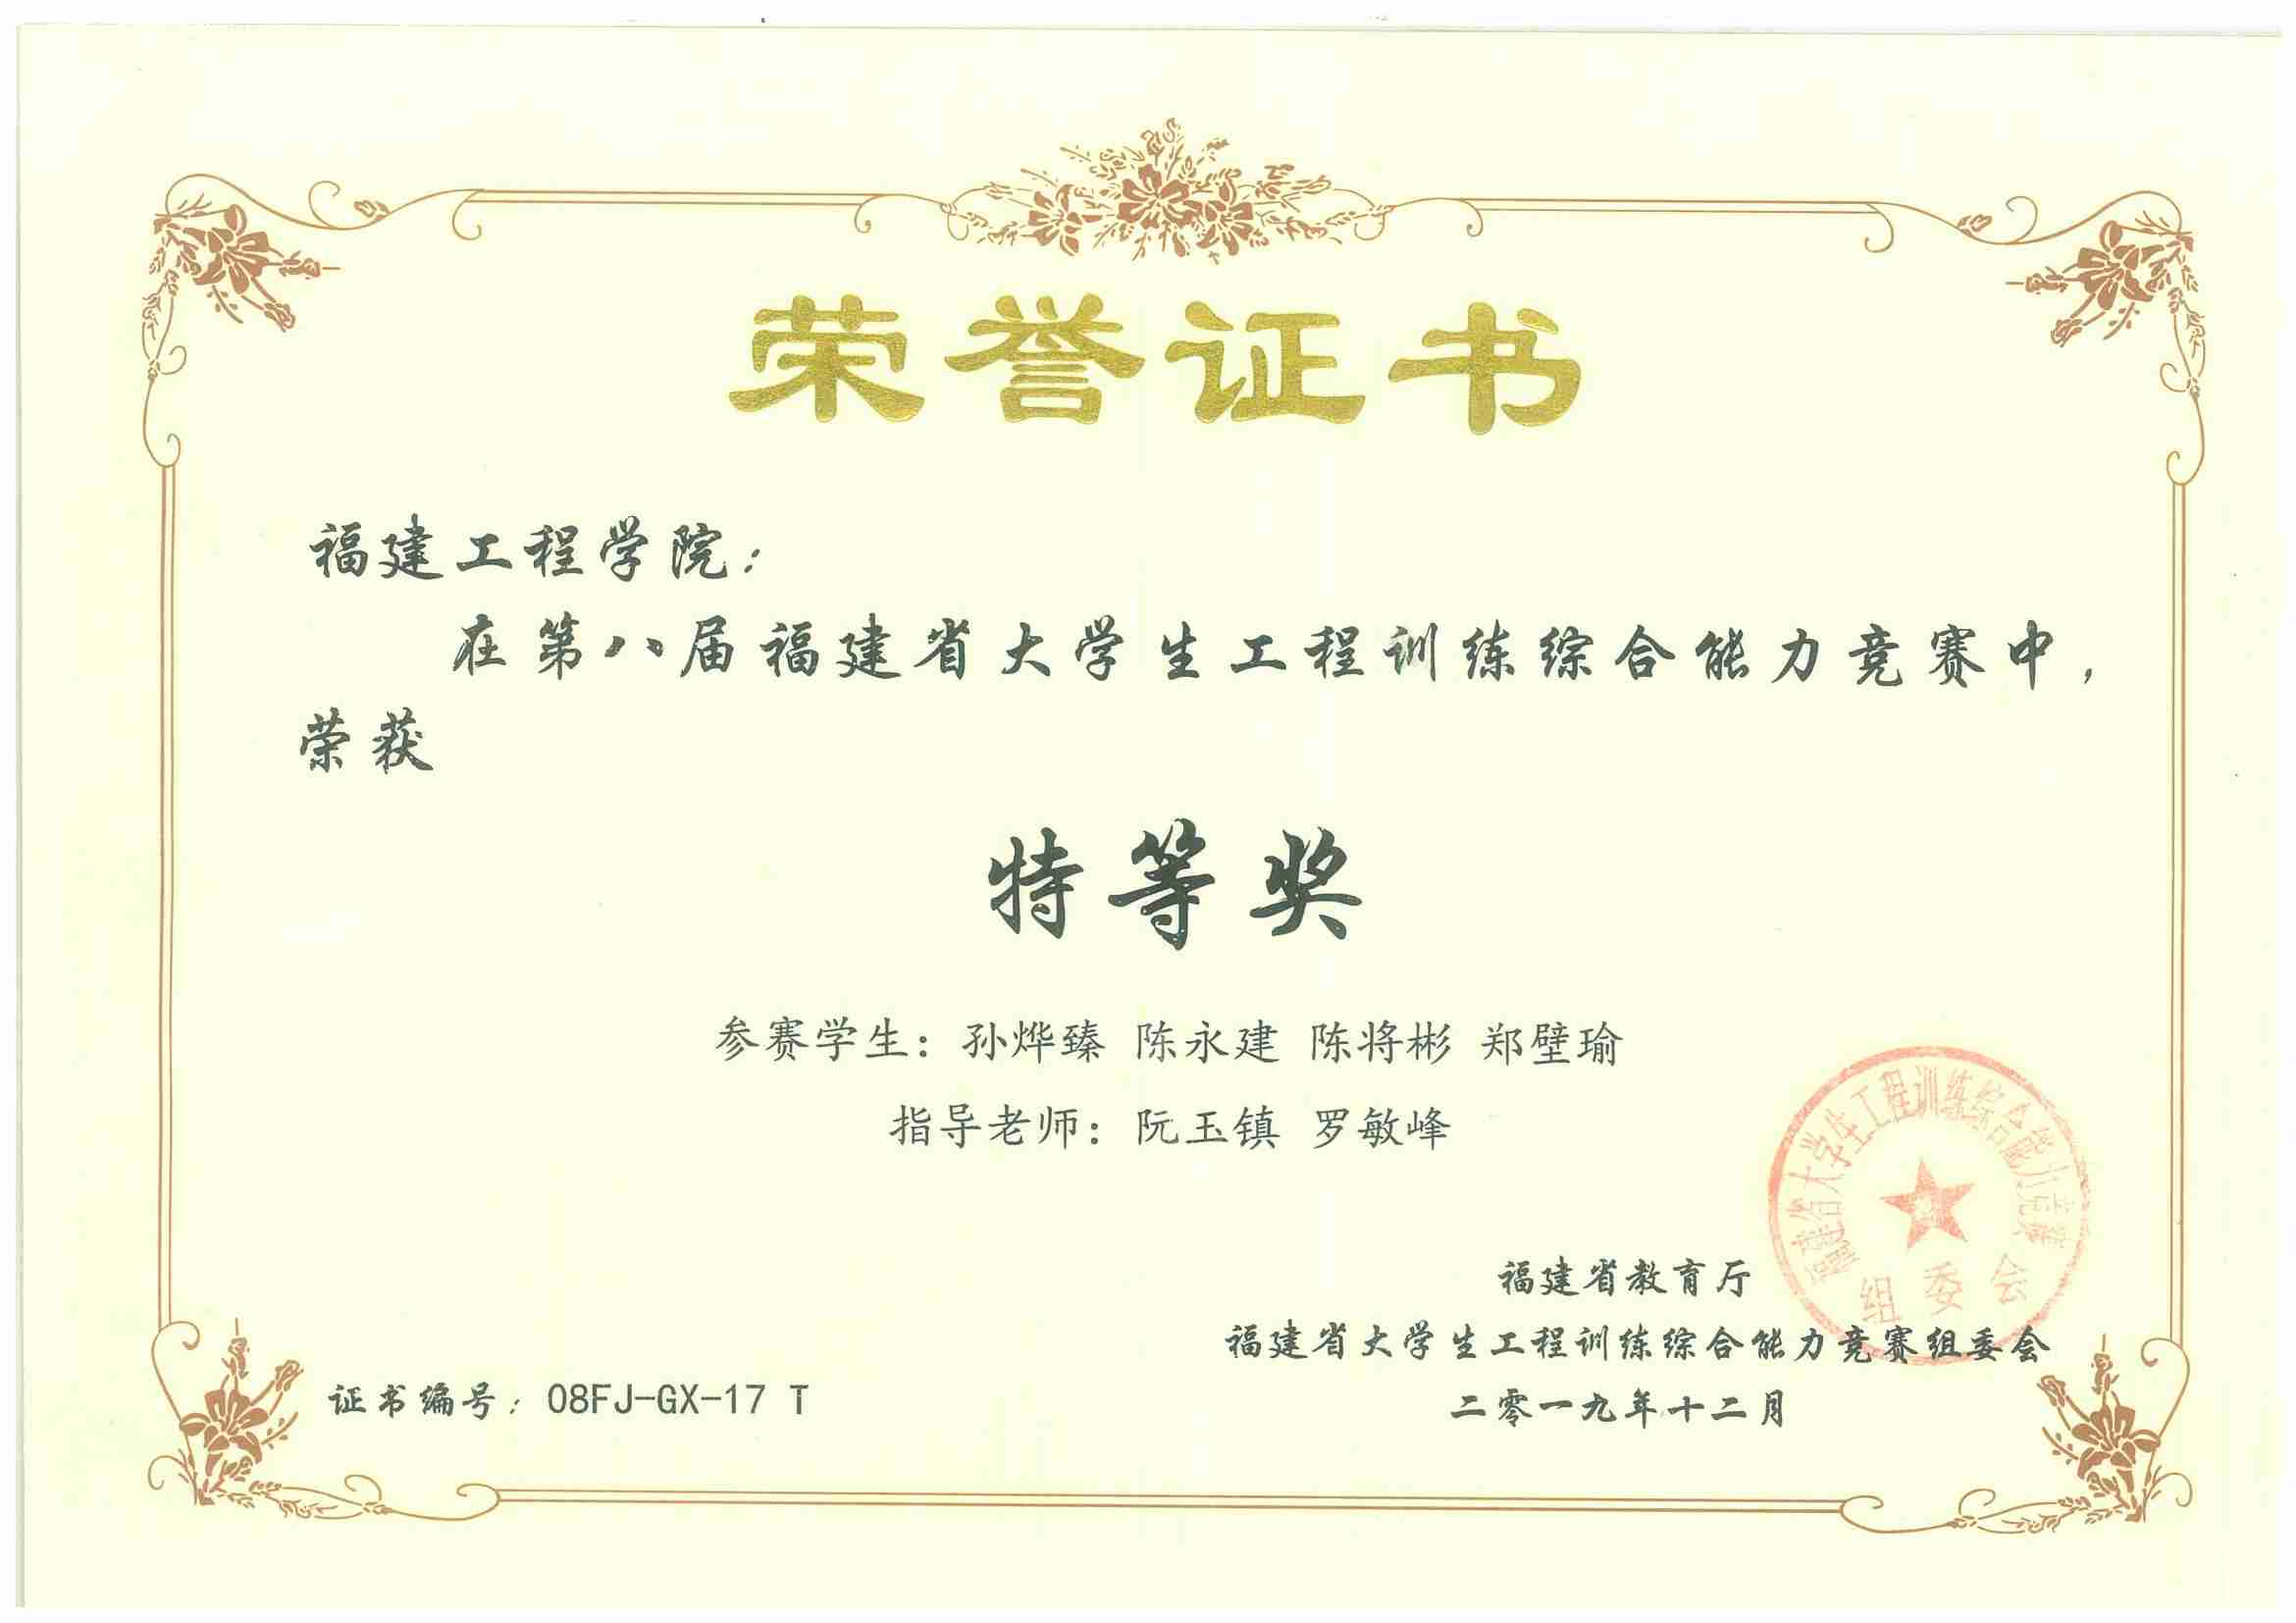 荣誉证书
福建工程学院：
在第八届福建省大学生工程训练综合能力竞赛中，
荣获
特等奖
参赛学生：孙烨臻 陈永建 陈将彬 郑壁瑜
指导老师：阮玉镇 罗敏峰
福建省大学生工程训练综合能力竞赛
组委会
福建省教育厅
福建省大学生工程训练综合能力竞赛组委会
证书编号：08FJ-GX-17 T
二零一九年十二月